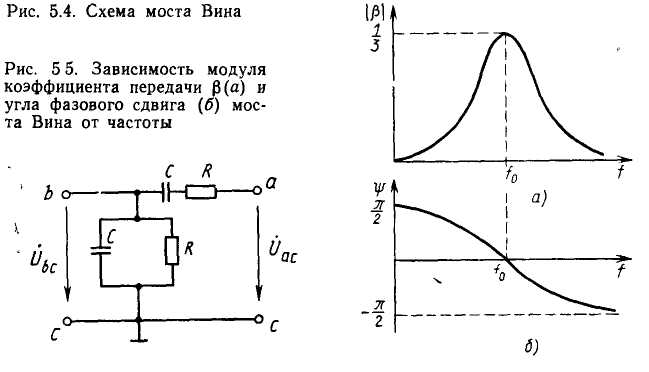 Рис. 5.4. Схема моста Вина
Рис. 5 5. Зависимость модуля
коэффициента передачи β(а) и
угла фазового сдвига (б) мос-
та Вина от частоты
b
C
R
a
C
R
U̇bc
U̇ac
c
c
|β|
1/3
f0
f
а)
ψ
π/2
f0
f
-π/2
б)